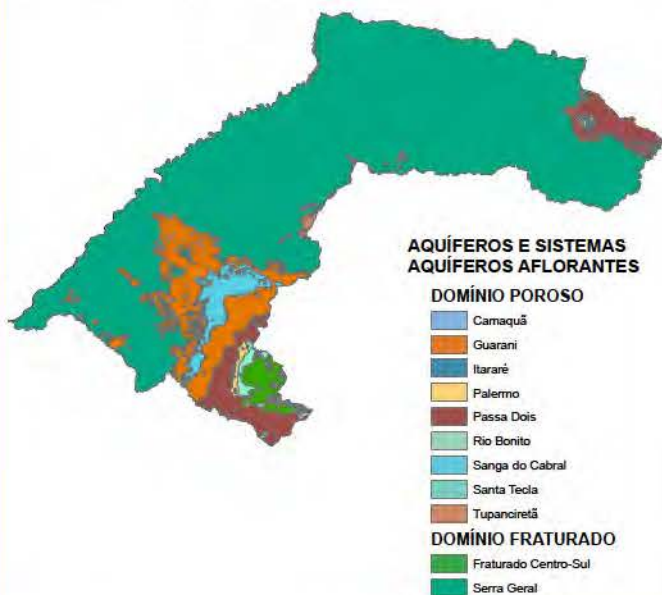 AQUÍFEROS E SISTEMAS
AQUÍFEROS AFLORANTES
DOMÍNIO POROSO
Camaquã
Guarani
Itararé
Palermo
Passa Dois
Rio Bonito
Sanga do Cabral
Santa Tecla
Tupanciretã
DOMÍNIO FRATURADO
Fraturado Centro-Sul
Serra Geral